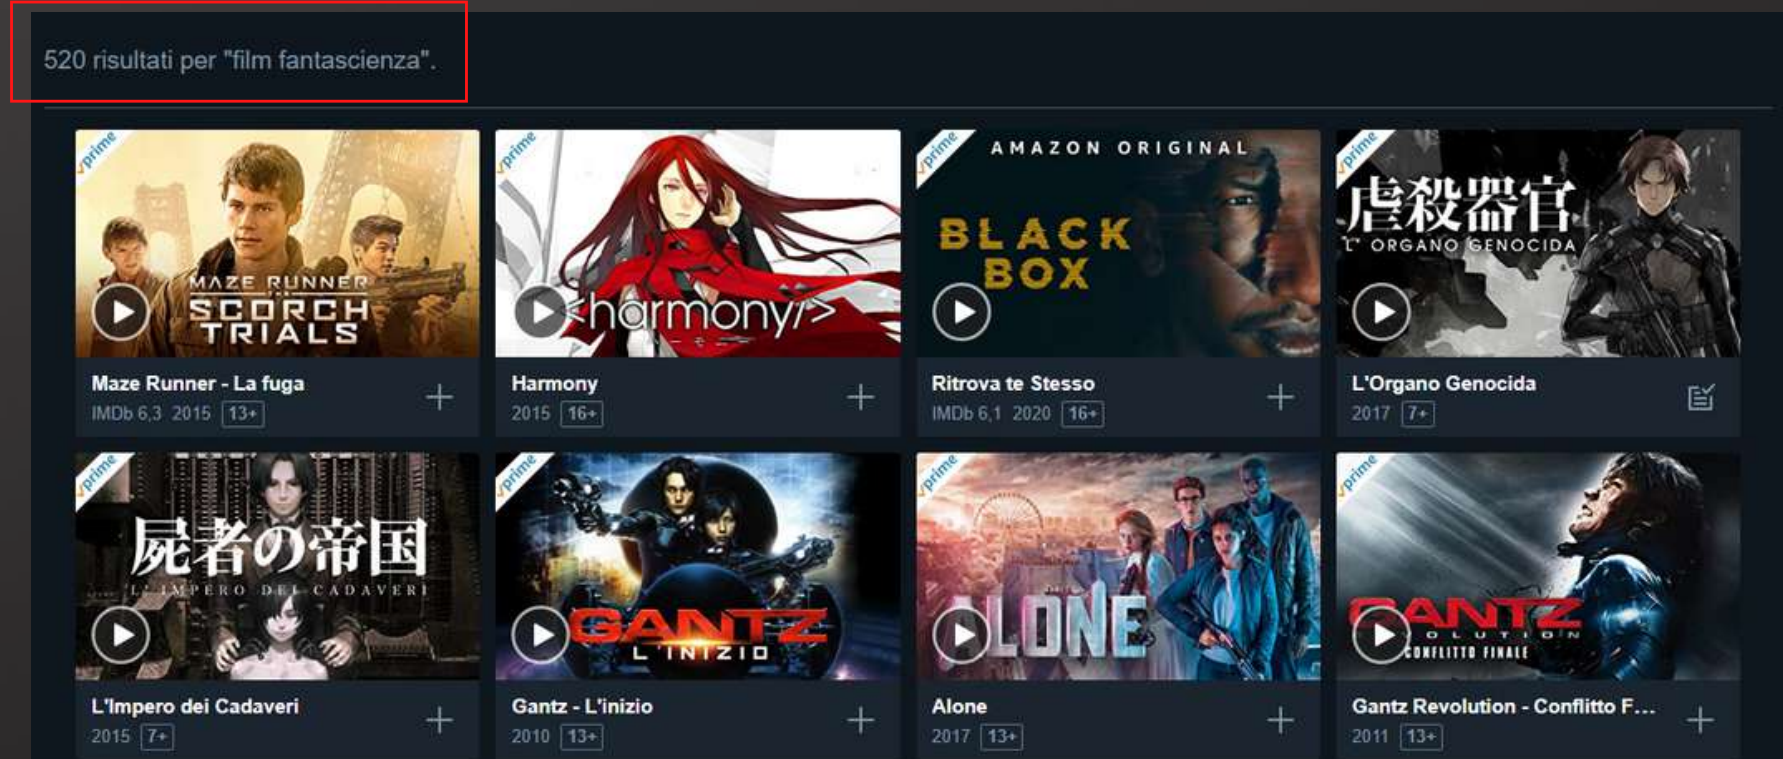 520 risultati per "film fantascienza".
prime
MAZE RUNNER
SCORCH
TRIALS
Maze Runner - La fuga
IMDb 6,3 2015 13+
prime
<harmony/>
Harmony
2015 16+
prime
AMAZON ORIGINAL
BLACK
BOX
Ritrova te Stesso
IMDb 6,1 2020 16+
prime
虐殺器官
L'ORGANO GENOCIDA
L'Organo Genocida
2017 7+
prime
屍者の帝国
L'IMPERO DEI CADAVERI
L'Impero dei Cadaveri
2015 7+
prime
GANTZ
L'INIZIO
Gantz - L'inizio
2010 13+
prime
ALONE
Alone
2017 13+
prime
GANTZ
CONFLITTO FINALE
Gantz Revolution - Conflitto F...
2011 13+